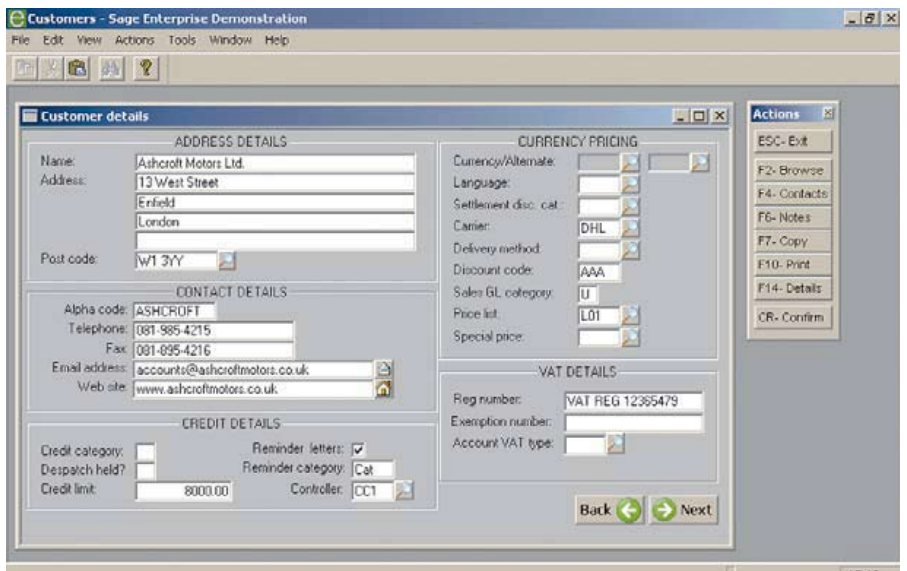 Customers - Sage Enterprise Demonstration
File Edit View Actions Tools Window Help
Customer details
ADDRESS DETAILS
Name: Ashcroft Motors Ltd.
Address: 13 West Street
Enfield
London
Post code: W1 3YY
CONTACT DETAILS
Alpha code: ASHCROFT
Telephone: 081-985-4215
Fax: 081-895-4216
Email address: accounts@ashcroftmotors.co.uk
Web site: www.ashcroftmotors.co.uk
CREDIT DETAILS
Credit category: Reminder letters:
Despatch held? Reminder category: Cat
Credit limit: 8000.00 Controller: CC1
CURRENCY PRICING
Currency/Alternate:
Language:
Settlement disc. cat.:
Carrier: DHL
Delivery method:
Discount code: AAA
Sales GL category: U
Price list: L01
Special price:
VAT DETAILS
Reg number: VAT REG 12365479
Exemption number:
Account VAT type:
Back Next
Actions
ESC- Exit
F2- Browse
F4- Contacts
F6- Notes
F7- Copy
F10- Print
F14- Details
CR- Confirm